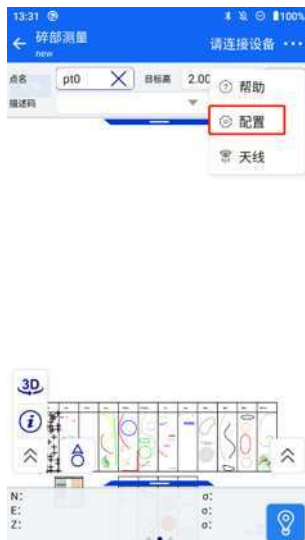 13:31 100%
碎部测量 请连接设备 ···
new
点名 pt0 目标高 2.00
描述码
帮助
配置
天线
3D
i
N: σ:
E: σ:
Z: σ: